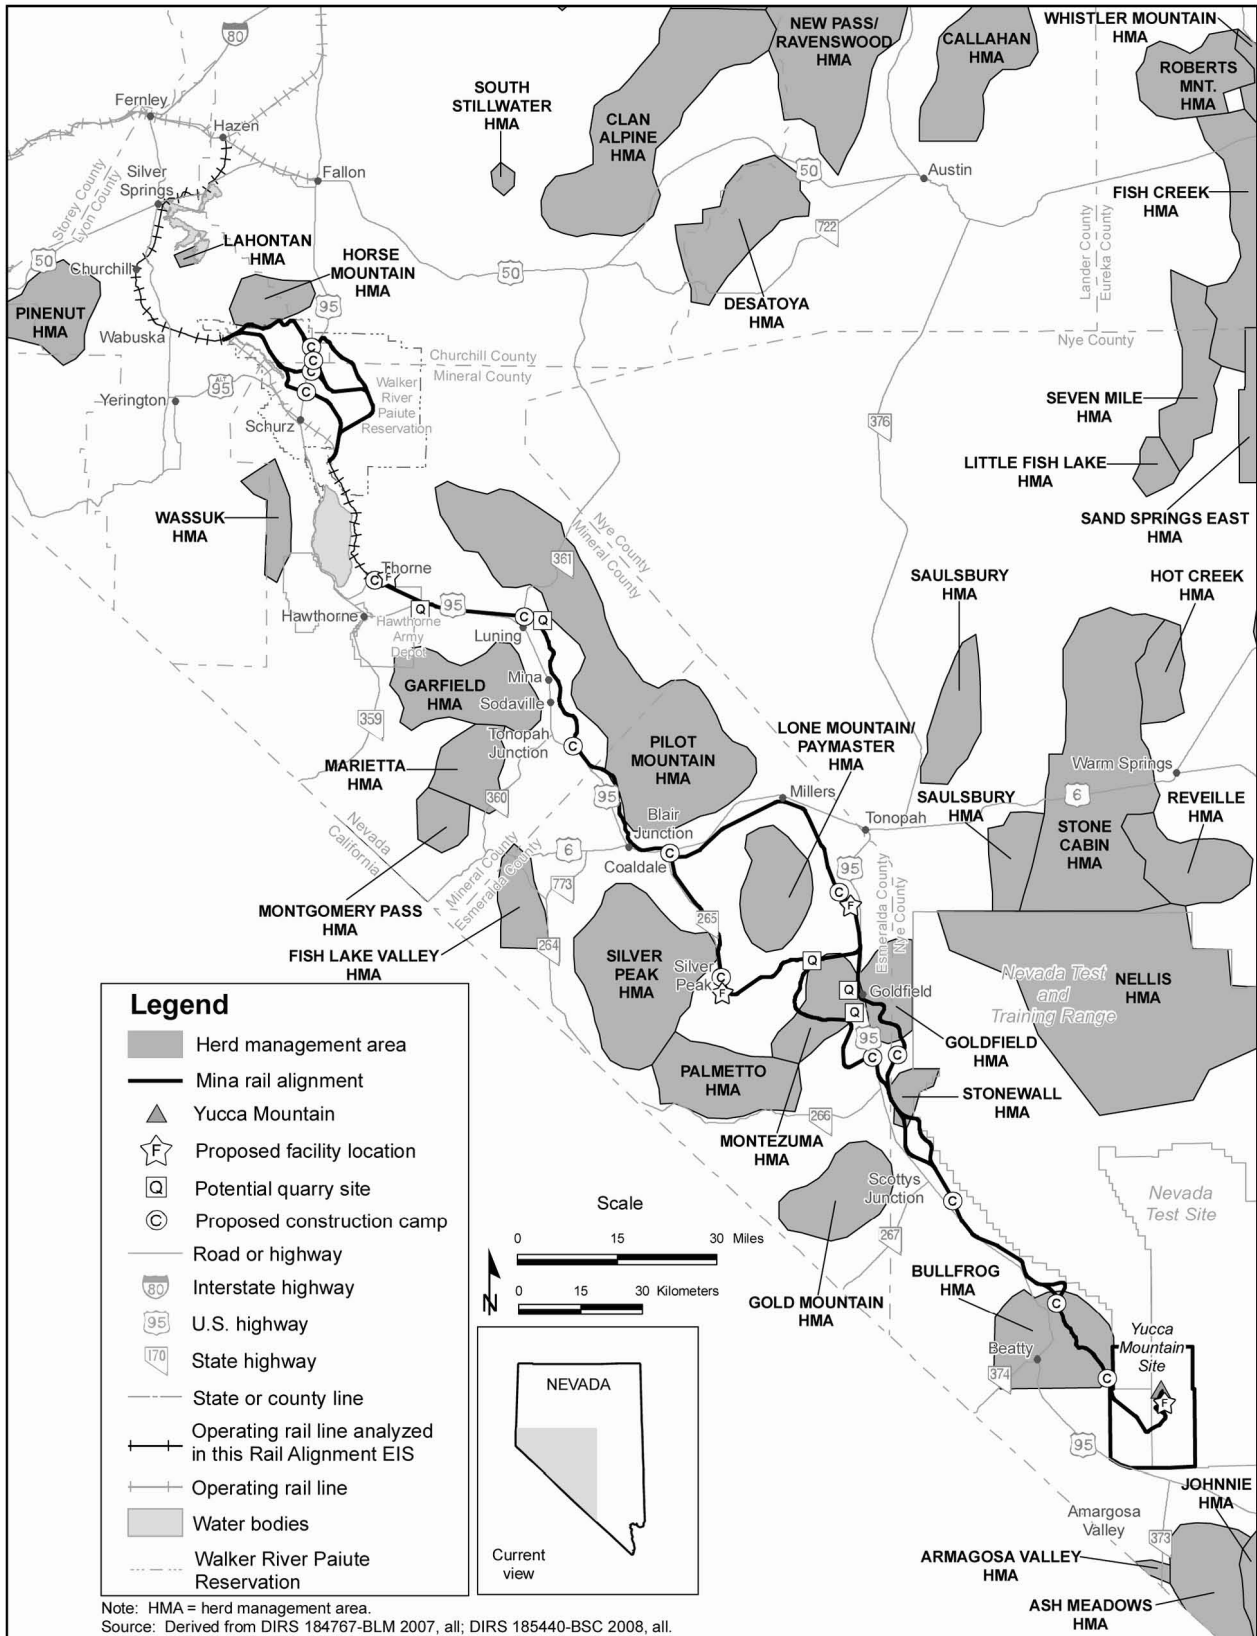 WHISTLER MOUNTAIN
HMA
NEW PASS/
RAVENSWOOD
HMA
CALLAHAN
HMA
ROBERTS
MNT.
HMA
80
SOUTH
STILLWATER
HMA
CLAN
ALPINE
HMA
Fernley
Hazen
Silver
Springs
Fallon
50
Austin
FISH CREEK
HMA
Storey County
Lyon County
722
LAHONTAN
HMA
HORSE
MOUNTAIN
HMA
50
Churchill
50
Lander County
Eureka County
DESATOYA
HMA
PINENUT
HMA
95
Wabuska
Nye County
Churchill County
Mineral County
ALT
95
Walker
River
Paiute
Reservation
Yerington
Schurz
SEVEN MILE
HMA
376
LITTLE FISH LAKE
HMA
SAND SPRINGS EAST
HMA
WASSUK
HMA
Nye County
Mineral County
361
Thorne
C
F
SAULSBURY
HMA
HOT CREEK
HMA
Q
95
C
Q
Hawthorne
Hawthorne
Army
Depot
Luning
GARFIELD
HMA
Mina
Sodaville
359
Tonopah
Junction
C
PILOT
MOUNTAIN
HMA
LONE MOUNTAIN/
PAYMASTER
HMA
MARIETTA
HMA
Warm Springs
360
95
Millers
SAULSBURY
HMA
6
REVEILLE
HMA
Nevada
California
Blair
Junction
Tonopah
STONE
CABIN
HMA
Mineral County
Esmeralda County
6
Coaldale
C
95
773
Esmeralda County
Nye County
C
F
MONTGOMERY PASS
HMA
265
FISH LAKE VALLEY
HMA
264
SILVER
PEAK
HMA
Silver
Peak
C
F
Q
Nevada Test
and
Training Range
NELLIS
HMA
Q
Goldfield
Q
95
GOLDFIELD
HMA
C
C
PALMETTO
HMA
STONEWALL
HMA
266
MONTEZUMA
HMA
Scottys
Junction
C
Nevada
Test Site
267
BULLFROG
HMA
GOLD MOUNTAIN
HMA
C
Beatty
Yucca
Mountain
Site
374
C
F
95
JOHNNIE
HMA
Amargosa
Valley
373
ARMAGOSA VALLEY
HMA
ASH MEADOWS
HMA
C
C
C
C
Scale
0 15 30 Miles
0 15 30 Kilometers
N
NEVADA
Current
view
Legend
Herd management area
Mina rail alignment
Yucca Mountain
F Proposed facility location
Q Potential quarry site
C Proposed construction camp
Road or highway
80 Interstate highway
95 U.S. highway
170 State highway
State or county line
Operating rail line analyzed
in this Rail Alignment EIS
Operating rail line
Water bodies
Walker River Paiute
Reservation
Note: HMA = herd management area.
Source: Derived from DIRS 184767-BLM 2007, all; DIRS 185440-BSC 2008, all.